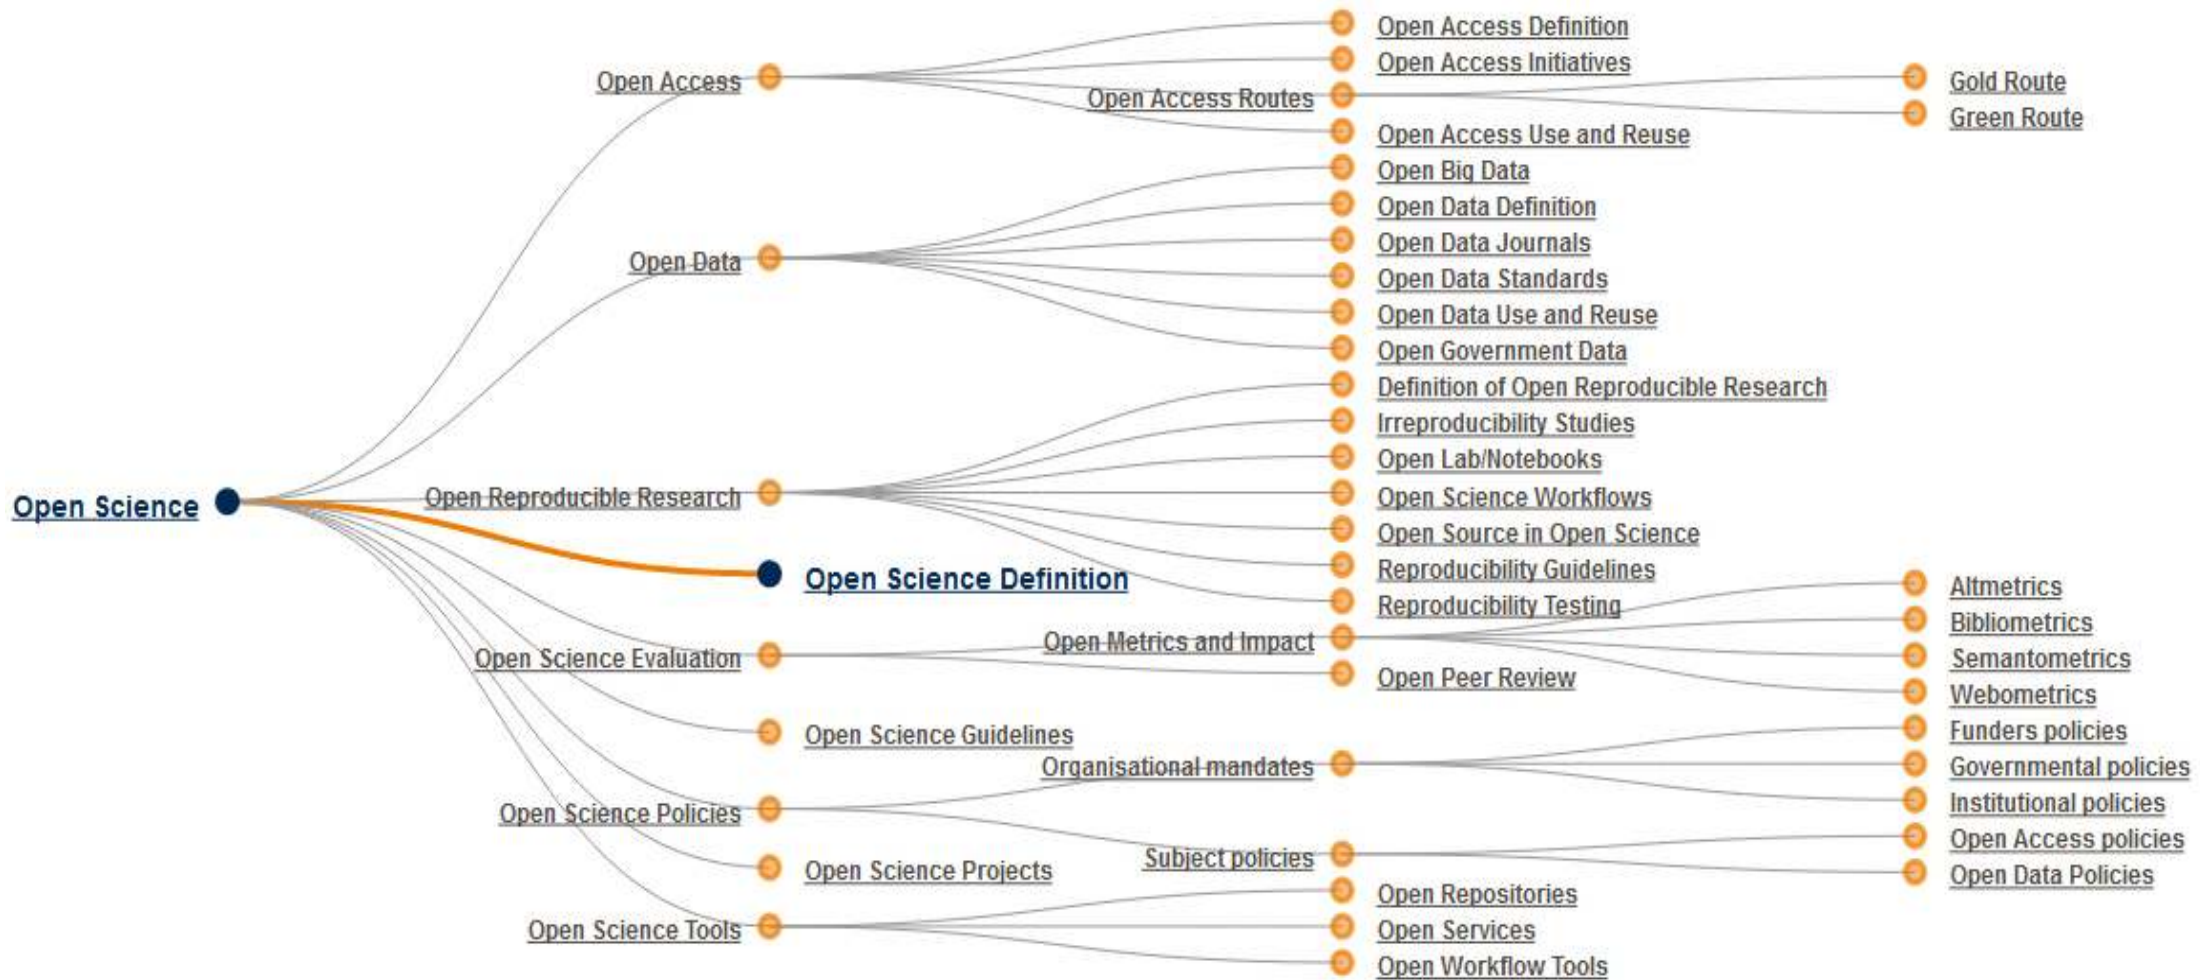 Open Science
Open Access
Open Access Definition
Open Access Initiatives
Open Access Routes
Gold Route
Green Route
Open Access Use and Reuse
Open Data
Open Big Data
Open Data Definition
Open Data Journals
Open Data Standards
Open Data Use and Reuse
Open Government Data
Open Reproducible Research
Definition of Open Reproducible Research
Irreproducibility Studies
Open Lab/Notebooks
Open Science Workflows
Open Source in Open Science
Reproducibility Guidelines
Reproducibility Testing
Open Science Definition
Open Science Evaluation
Open Metrics and Impact
Altmetrics
Bibliometrics
Semantometrics
Webometrics
Open Peer Review
Open Science Guidelines
Open Science Policies
Organisational mandates
Funders policies
Governmental policies
Institutional policies
Subject policies
Open Access policies
Open Data Policies
Open Science Projects
Open Science Tools
Open Repositories
Open Services
Open Workflow Tools